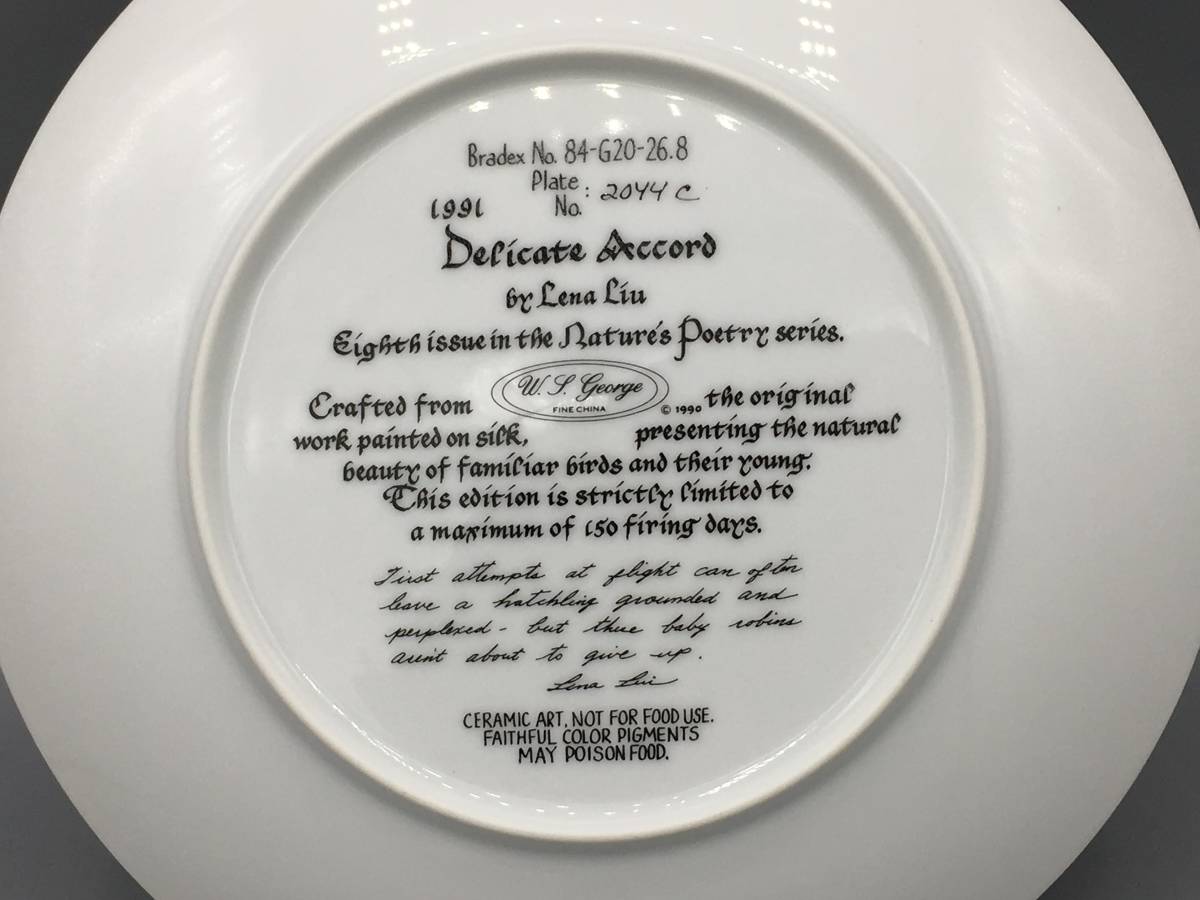 Bradex No. 84-G20-26.8
Plate No. : 2044 C
1991
Delicate Accord
by Lena Liu
Eighth issue in the Nature's Poetry series.
W. S. George
FINE CHINA
© 1990
Crafted from the original
work painted on silk, presenting the natural
beauty of familiar birds and their young.
This edition is strictly limited to
a maximum of 150 firing days.
First attempts at flight can often
leave a hatchling grounded and
perplexed - but these baby robins
aren't about to give up.
Lena Liu
CERAMIC ART, NOT FOR FOOD USE.
FAITHFUL COLOR PIGMENTS
MAY POISON FOOD.